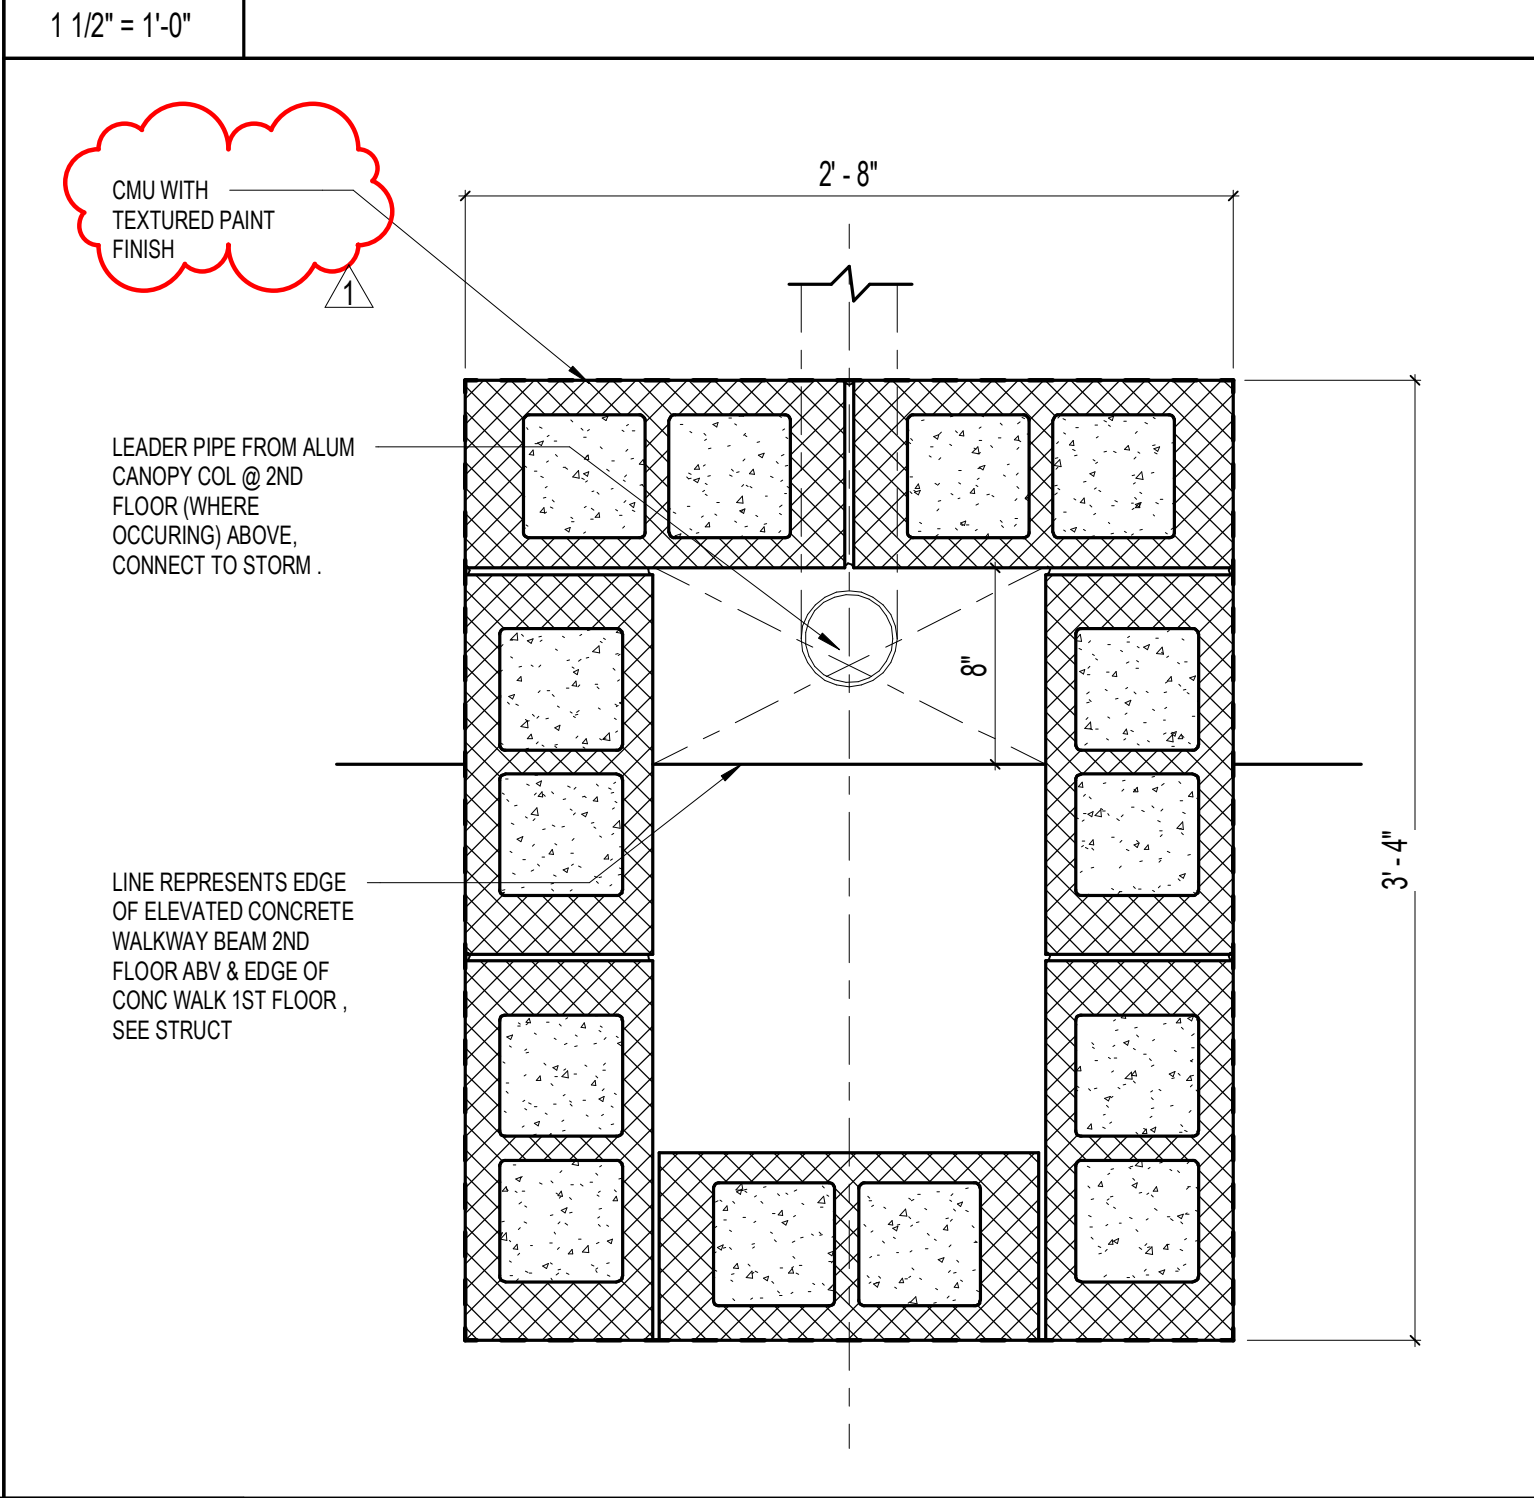 1 1/2" = 1'-0"
CMU WITH
TEXTURED PAINT
FINISH
1
2' - 8"
LEADER PIPE FROM ALUM
CANOPY COL @ 2ND
FLOOR (WHERE
OCCURING) ABOVE,
CONNECT TO STORM .
8"
3' - 4"
LINE REPRESENTS EDGE
OF ELEVATED CONCRETE
WALKWAY BEAM 2ND
FLOOR ABV & EDGE OF
CONC WALK 1ST FLOOR ,
SEE STRUCT